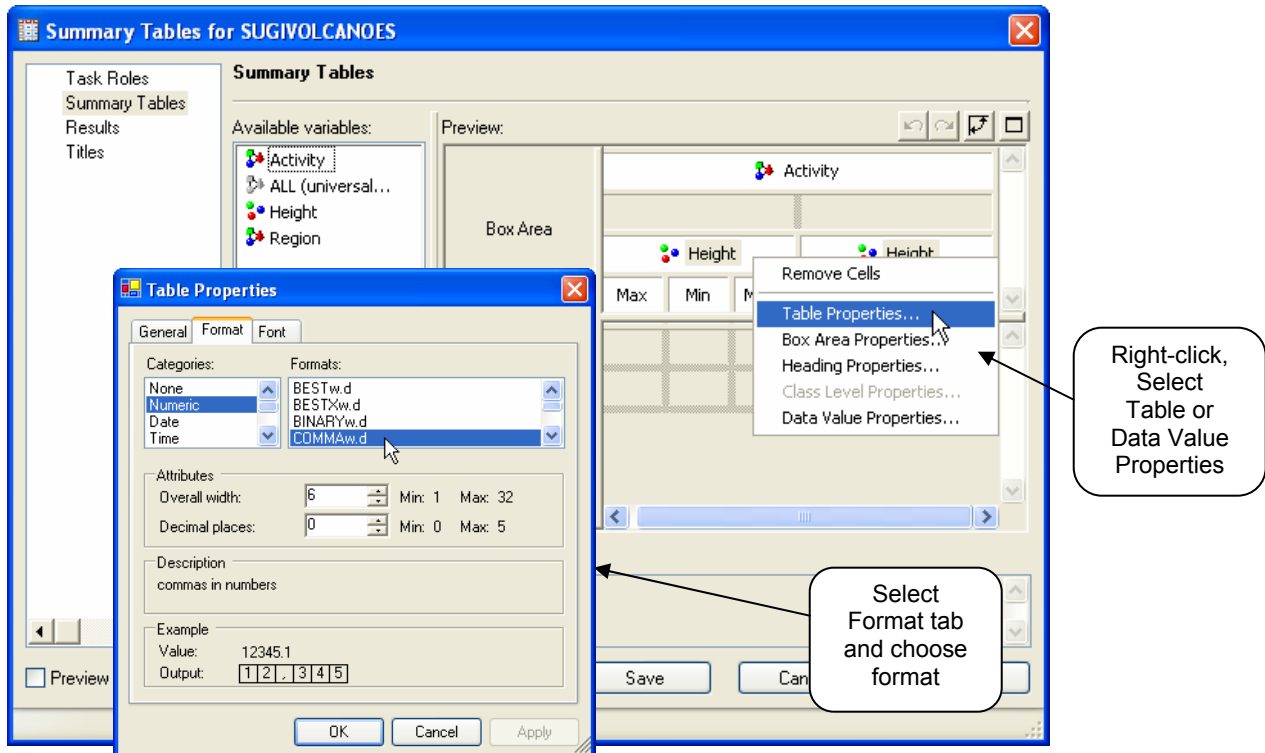 Summary Tables for SUGIVOLCANOES
Task Roles
Summary Tables
Results
Titles
Summary Tables
Available variables:
Activity
ALL (universal...
Height
Region
Preview:
Box Area
Activity
Height
Height
Max
Min
Remove Cells
Table Properties...
Box Area Properties...
Heading Properties...
Class Level Properties...
Data Value Properties...
Right-click,
Select
Table or
Data Value
Properties
Table Properties
General
Format
Font
Categories:
None
Numeric
Date
Time
Formats:
BESTw.d
BESTXw.d
BINARYw.d
COMMAw.d
Attributes
Overall width:
6
Min: 1 Max: 32
Decimal places:
0
Min: 0 Max: 5
Description
commas in numbers
Example
Value: 12345.1
Output: 12,345
OK
Cancel
Apply
Select
Format tab
and choose
format
Preview
Save